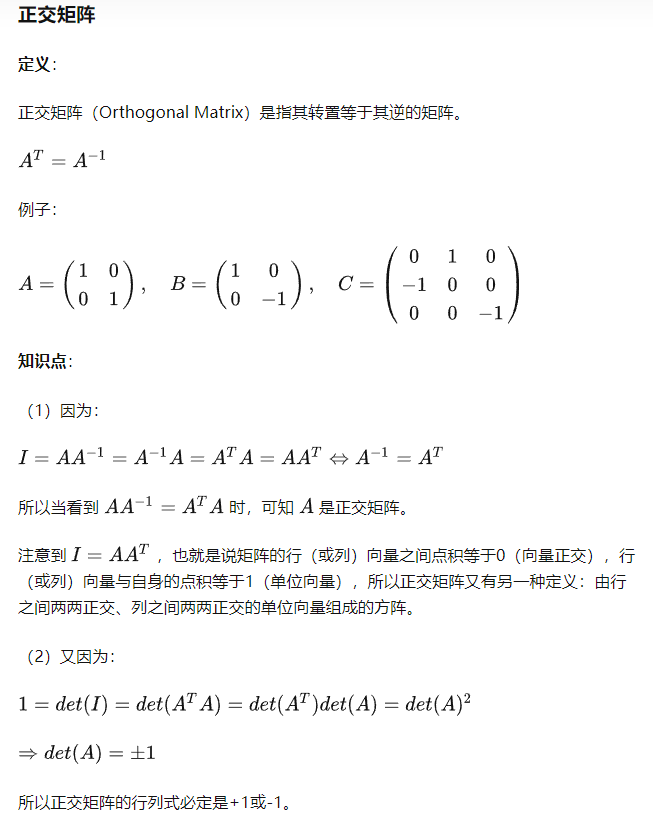 正交矩阵
定义：
正交矩阵（Orthogonal Matrix）是指其转置等于其逆的矩阵。
A^T = A^{-1}
例子：
A = \begin{pmatrix} 1 & 0 \\ 0 & 1 \end{pmatrix}, B = \begin{pmatrix} 1 & 0 \\ 0 & -1 \end{pmatrix}, C = \begin{pmatrix} 0 & 1 & 0 \\ -1 & 0 & 0 \\ 0 & 0 & -1 \end{pmatrix}
知识点：
（1）因为：
I = AA^{-1} = A^{-1}A = A^T A = AA^T ⇔ A^{-1} = A^T
所以当看到 AA^{-1} = A^T A 时，可知 A 是正交矩阵。
注意到 I = AA^T ，也就是说矩阵的行（或列）向量之间点积等于0（向量正交），行
（或列）向量与自身的点积等于1（单位向量），所以正交矩阵又有另一种定义：由行
之间两两正交、列之间两两正交的单位向量组成的方阵。
（2）又因为：
1 = det(I) = det(A^T A) = det(A^T)det(A) = det(A)^2
⇒ det(A) = ±1
所以正交矩阵的行列式必定是+1或-1。